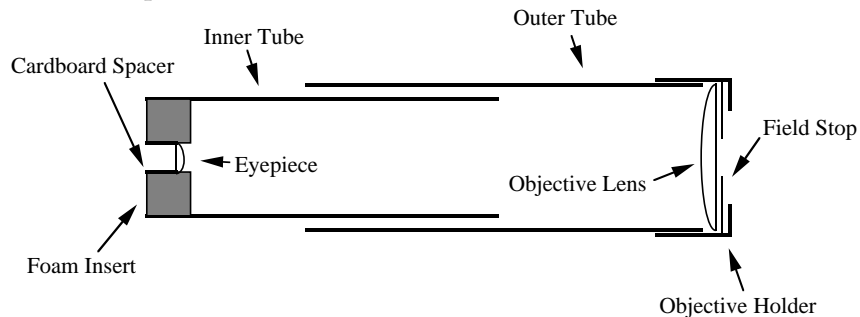 Outer Tube
Inner Tube
Cardboard Spacer
Field Stop
Eyepiece
Objective Lens
Foam Insert
Objective Holder